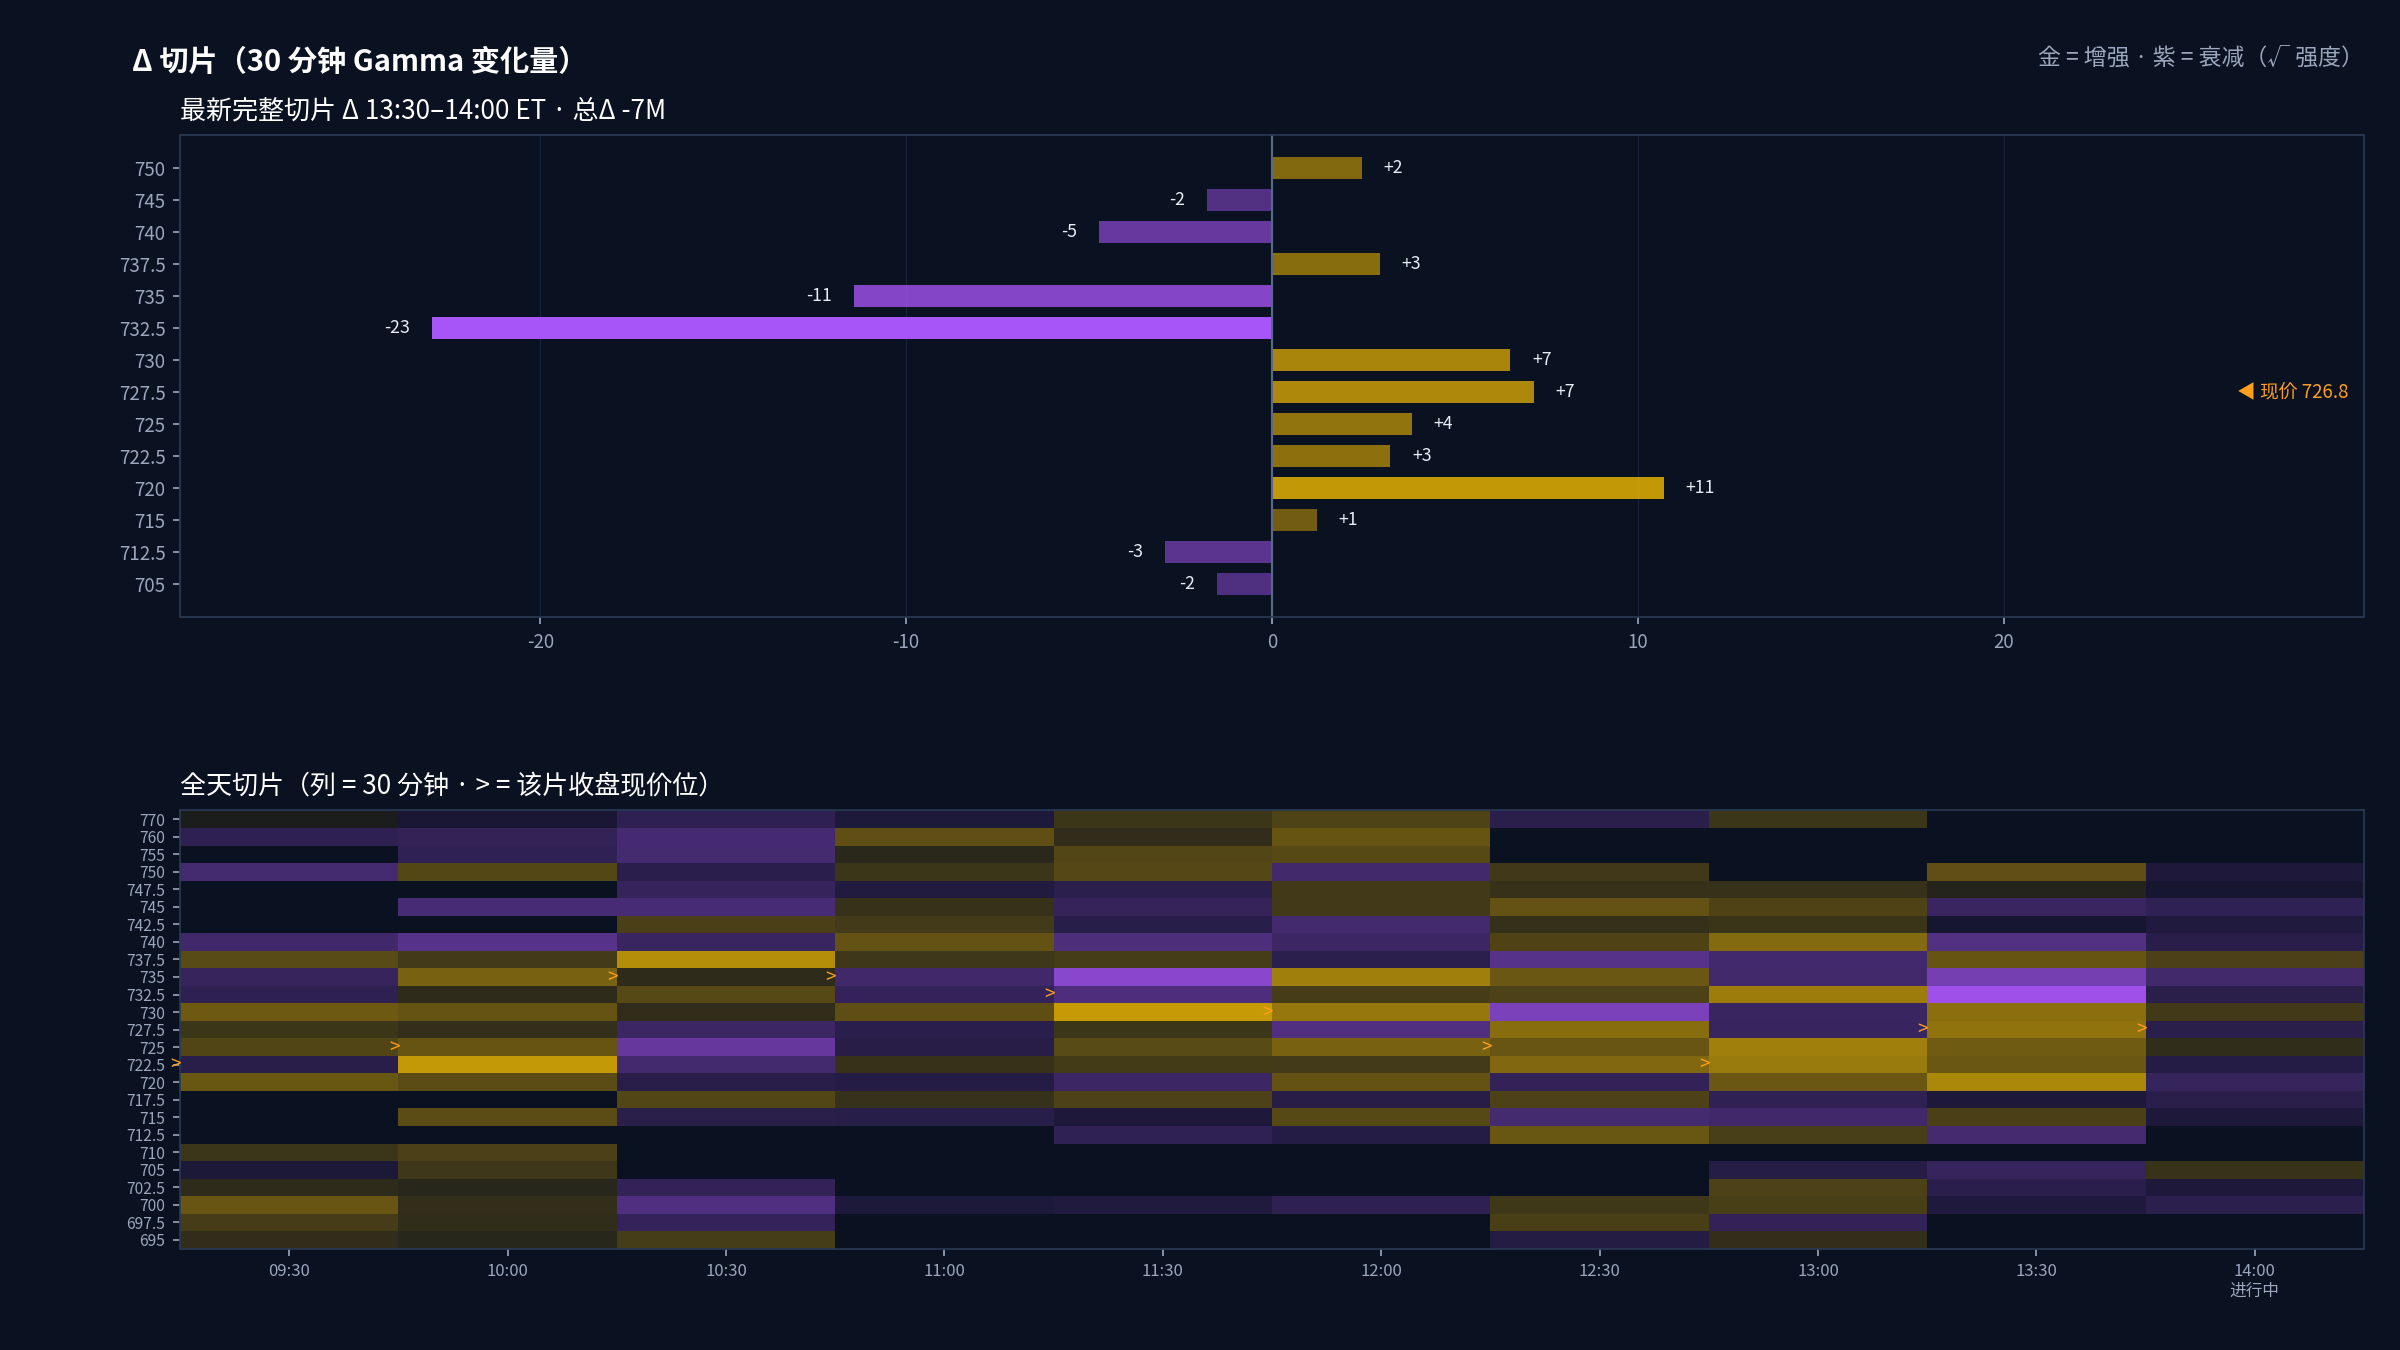 Δ 切片（30 分钟 Gamma 变化量）
金 = 增强 · 紫 = 衰减（√ 强度）
最新完整切片 Δ 13:30–14:00 ET · 总Δ -7M
750 +2
745 -2
740 -5
737.5 +3
735 -11
732.5 -23
730 +7
727.5 +7 ◀ 现价 726.8
725 +4
722.5 +3
720 +11
715 +1
712.5 -3
705 -2
-20 -10 0 10 20
全天切片（列 = 30 分钟 · > = 该片收盘现价位）
770
760
755
750
747.5
745
742.5
740
737.5
735 > >
732.5 >
730 >
727.5 > >
725 > >
722.5 > >
720
717.5
715
712.5
710
705
702.5
700
697.5
695
09:30 10:00 10:30 11:00 11:30 12:00 12:30 13:00 13:30 14:00
进行中